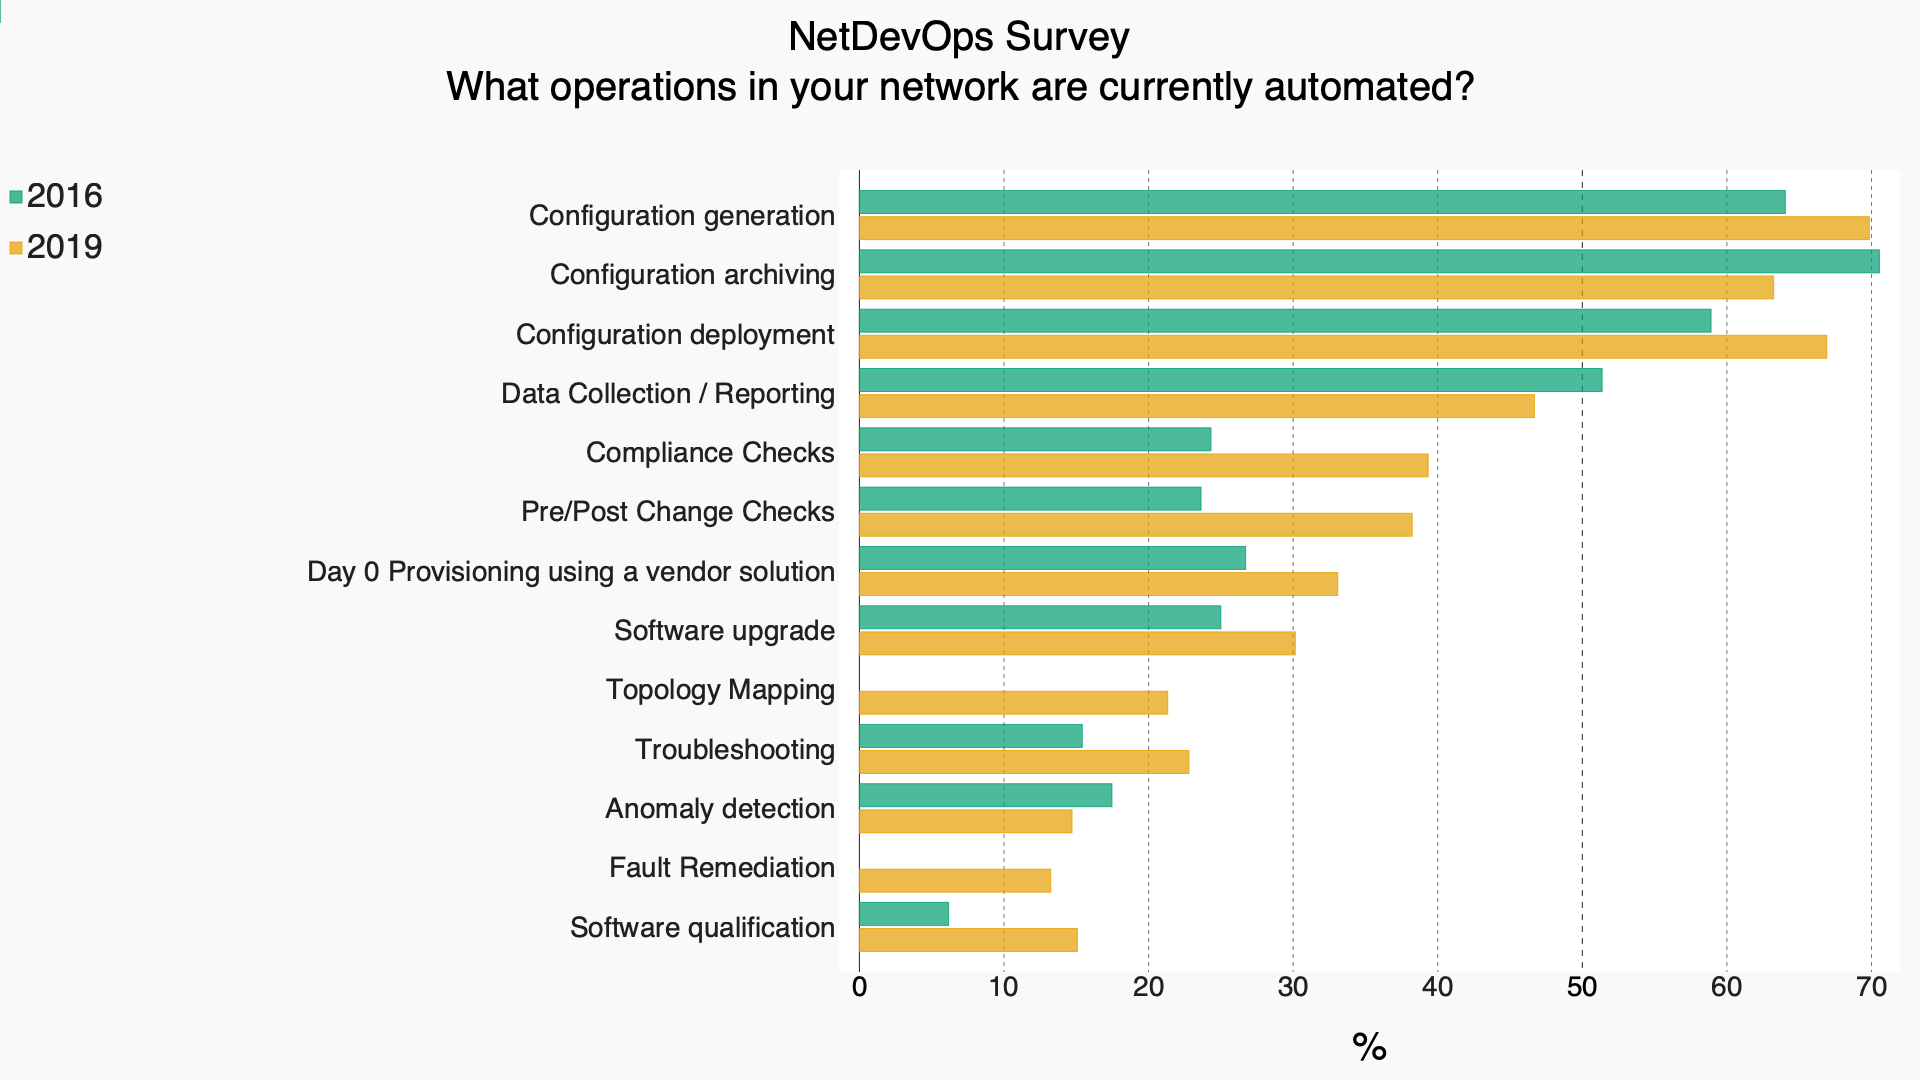 NetDevOps Survey
What operations in your network are currently automated?
2016
2019
Configuration generation
Configuration archiving
Configuration deployment
Data Collection / Reporting
Compliance Checks
Pre/Post Change Checks
Day 0 Provisioning using a vendor solution
Software upgrade
Topology Mapping
Troubleshooting
Anomaly detection
Fault Remediation
Software qualification
0 10 20 30 40 50 60 70
%